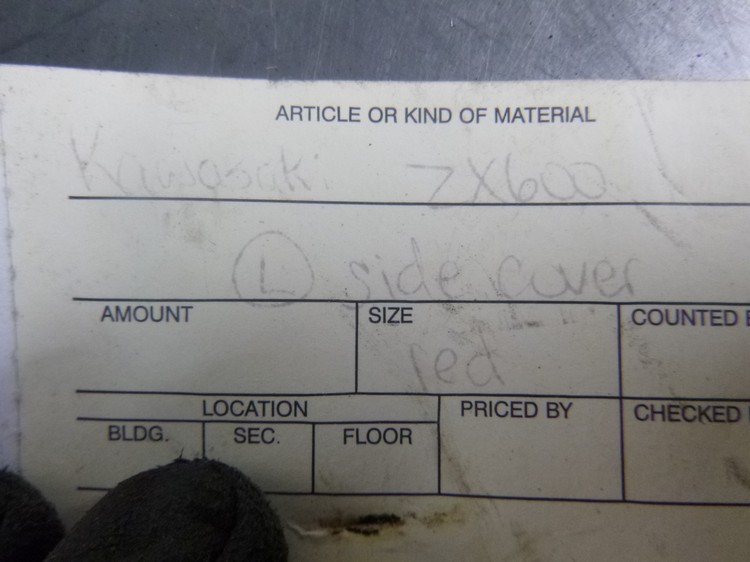 ARTICLE OR KIND OF MATERIAL
Kawasaki ZX600
L side cover
AMOUNT SIZE COUNTED
red
LOCATION PRICED BY CHECKED
BLDG. SEC. FLOOR